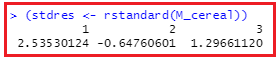 > (stdres <- rstandard(M_cereal))
1 2 3
2.53530124 -0.64760601 1.29661120